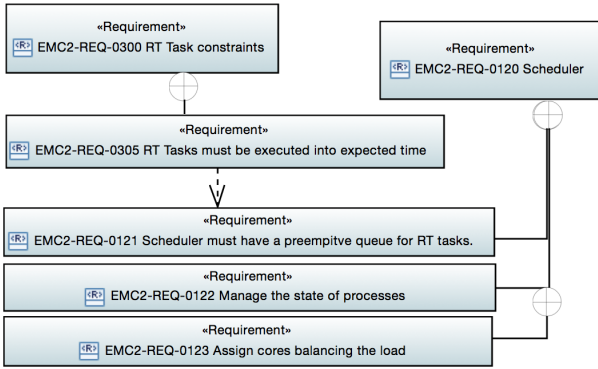 «Requirement»
<R> EMC2-REQ-0300 RT Task constraints
«Requirement»
<R> EMC2-REQ-0120 Scheduler
«Requirement»
<R> EMC2-REQ-0305 RT Tasks must be executed into expected time
«Requirement»
<R> EMC2-REQ-0121 Scheduler must have a preempitve queue for RT tasks.
«Requirement»
<R> EMC2-REQ-0122 Manage the state of processes
«Requirement»
<R> EMC2-REQ-0123 Assign cores balancing the load